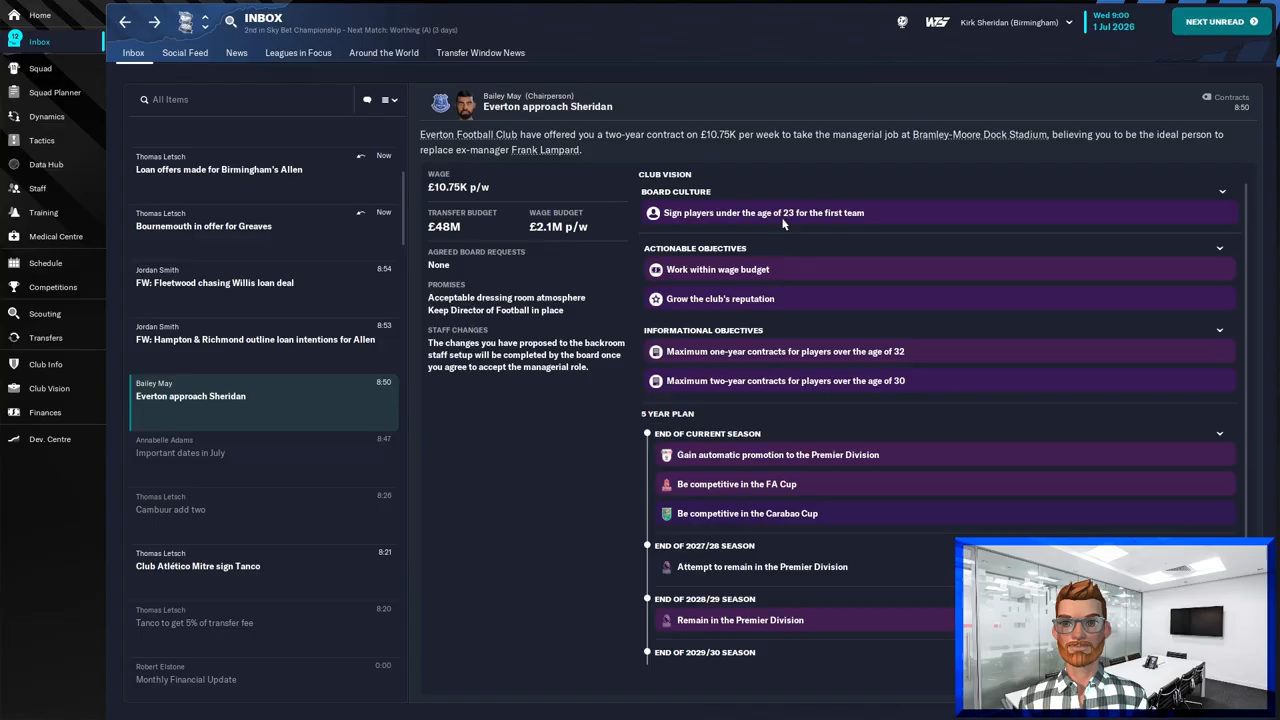 Home
12
Inbox
Squad
Squad Planner
Dynamics
Tactics
Data Hub
Staff
Training
Medical Centre
Schedule
Competitions
Scouting
Transfers
Club Info
Club Vision
Finances
Dev. Centre
INBOX
2nd in Sky Bet Championship - Next Match: Worthing (A) (3 days)
Kirk Sheridan (Birmingham)
Wed 9:00
1 Jul 2026
NEXT UNREAD
Inbox
Social Feed
News
Leagues in Focus
Around the World
Transfer Window News
All Items
Thomas Letsch
Now
Loan offers made for Birmingham's Allen
Thomas Letsch
Now
Bournemouth in offer for Greaves
Jordan Smith
8:54
FW: Fleetwood chasing Willis loan deal
Jordan Smith
8:53
FW: Hampton & Richmond outline loan intentions for Allen
Bailey May
8:50
Everton approach Sheridan
Annabelle Adams
8:47
Important dates in July
Thomas Letsch
8:26
Cambuur add two
Thomas Letsch
8:21
Club Atlético Mitre sign Tanco
Thomas Letsch
8:20
Tanco to get 5% of transfer fee
Robert Elstone
0:00
Monthly Financial Update
Bailey May (Chairperson)
Everton approach Sheridan
Contracts
8:50
Everton Football Club have offered you a two-year contract on £10.75K per week to take the managerial job at Bramley-Moore Dock Stadium, believing you to be the ideal person to
replace ex-manager Frank Lampard.
WAGE
£10.75K p/w
TRANSFER BUDGET
£48M
WAGE BUDGET
£2.1M p/w
AGREED BOARD REQUESTS
None
PROMISES
Acceptable dressing room atmosphere
Keep Director of Football in place
STAFF CHANGES
The changes you have proposed to the backroom
staff setup will be completed by the board once
you agree to accept the managerial role.
CLUB VISION
BOARD CULTURE
Sign players under the age of 23 for the first team
ACTIONABLE OBJECTIVES
Work within wage budget
Grow the club's reputation
INFORMATIONAL OBJECTIVES
Maximum one-year contracts for players over the age of 32
Maximum two-year contracts for players over the age of 30
5 YEAR PLAN
END OF CURRENT SEASON
Gain automatic promotion to the Premier Division
Be competitive in the FA Cup
Be competitive in the Carabao Cup
END OF 2027/28 SEASON
Attempt to remain in the Premier Division
END OF 2028/29 SEASON
Remain in the Premier Division
END OF 2029/30 SEASON